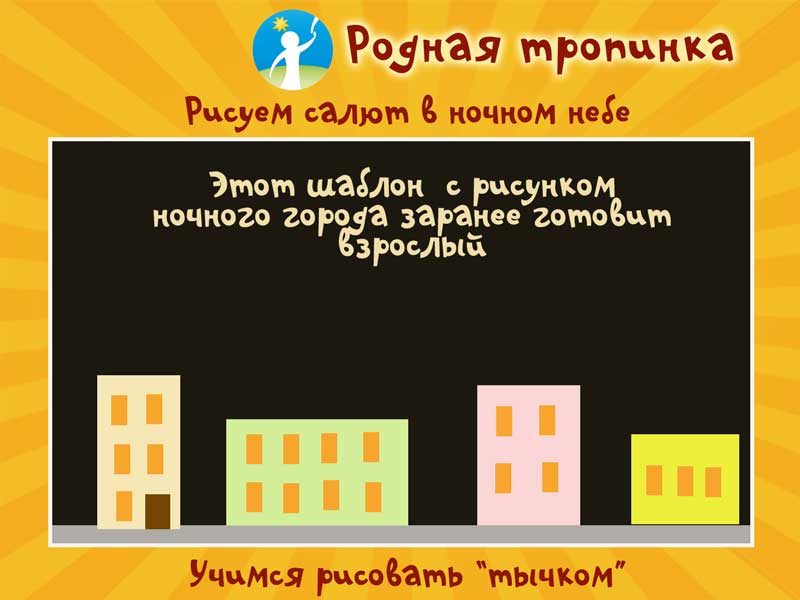 Родная тропинка
Рисуем салют в ночном небе
Этот шаблон с рисунком
ночного города заранее готовит
взрослый
Учимся рисовать "тычком"